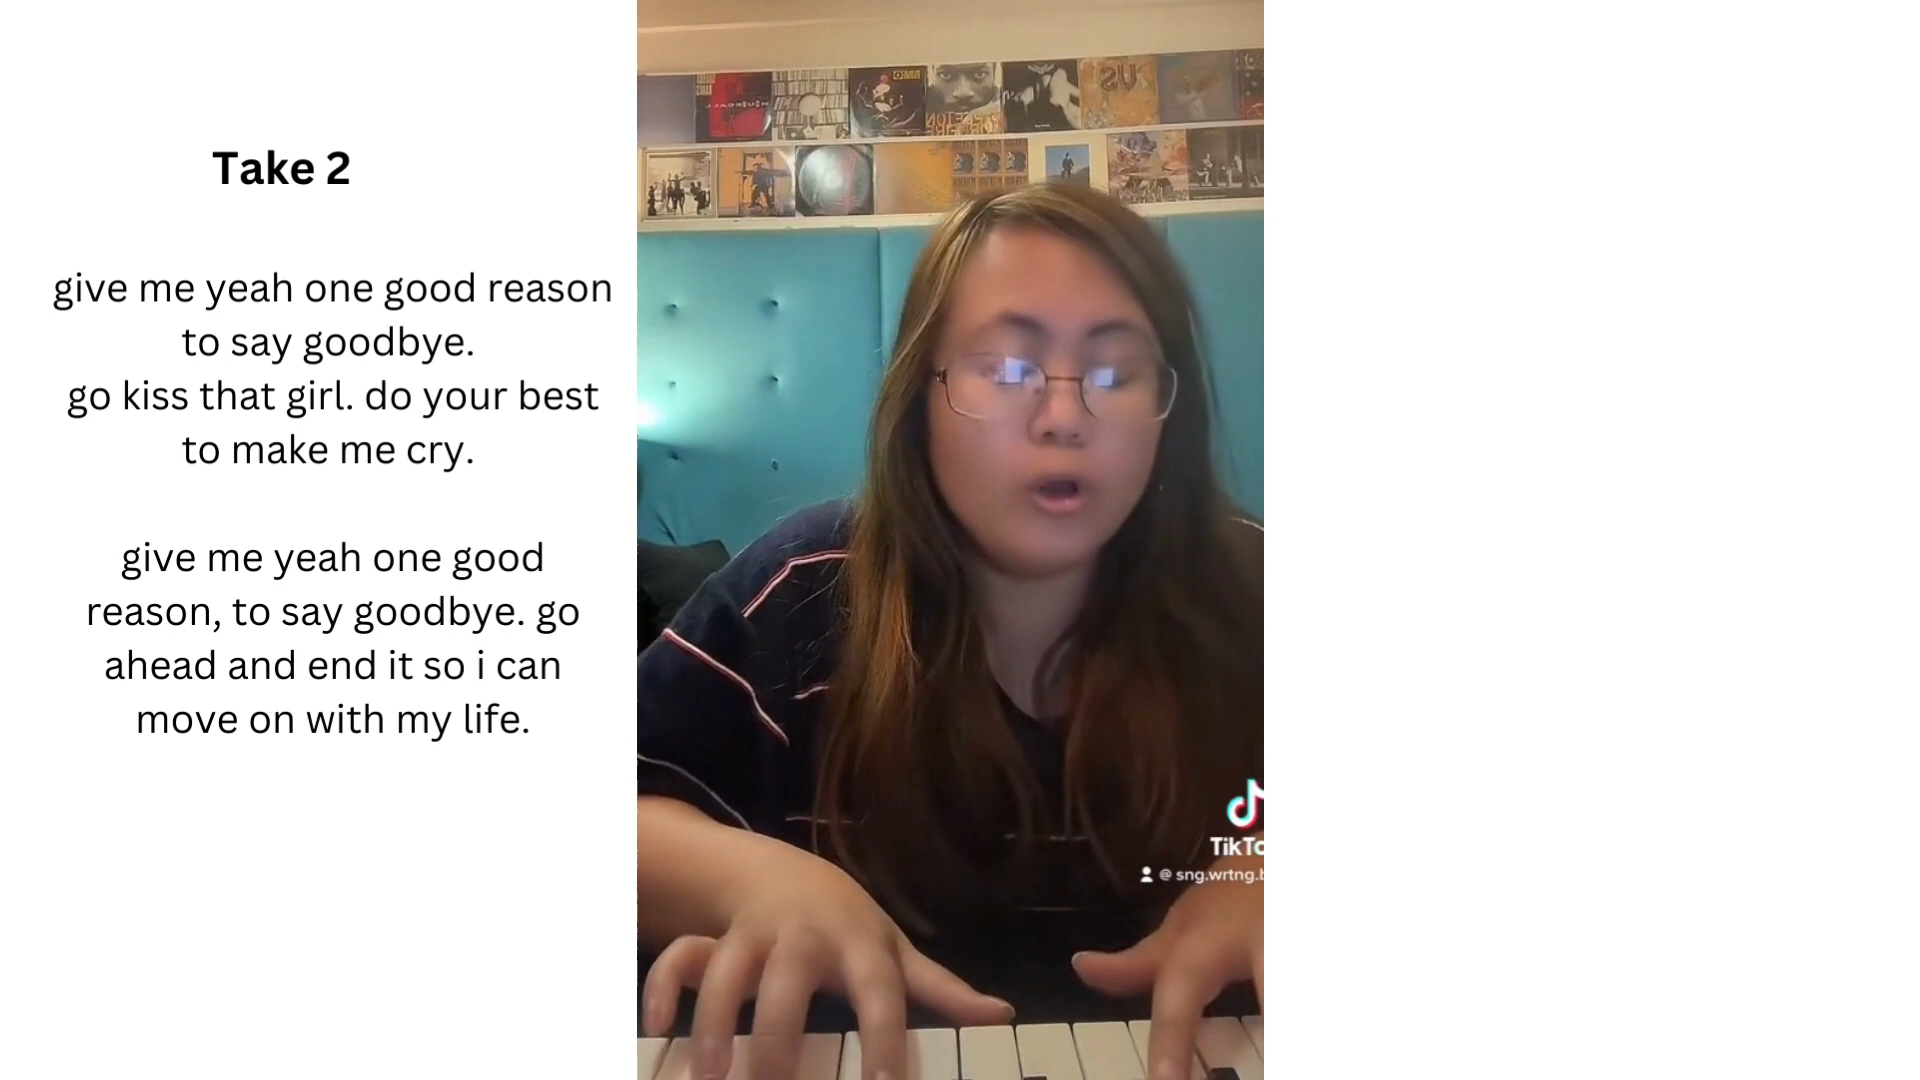 Take 2
give me yeah one good reason
to say goodbye.
go kiss that girl. do your best
to make me cry.
give me yeah one good
reason, to say goodbye. go
ahead and end it so i can
move on with my life.
TikTo
@ sng.wrtng.b